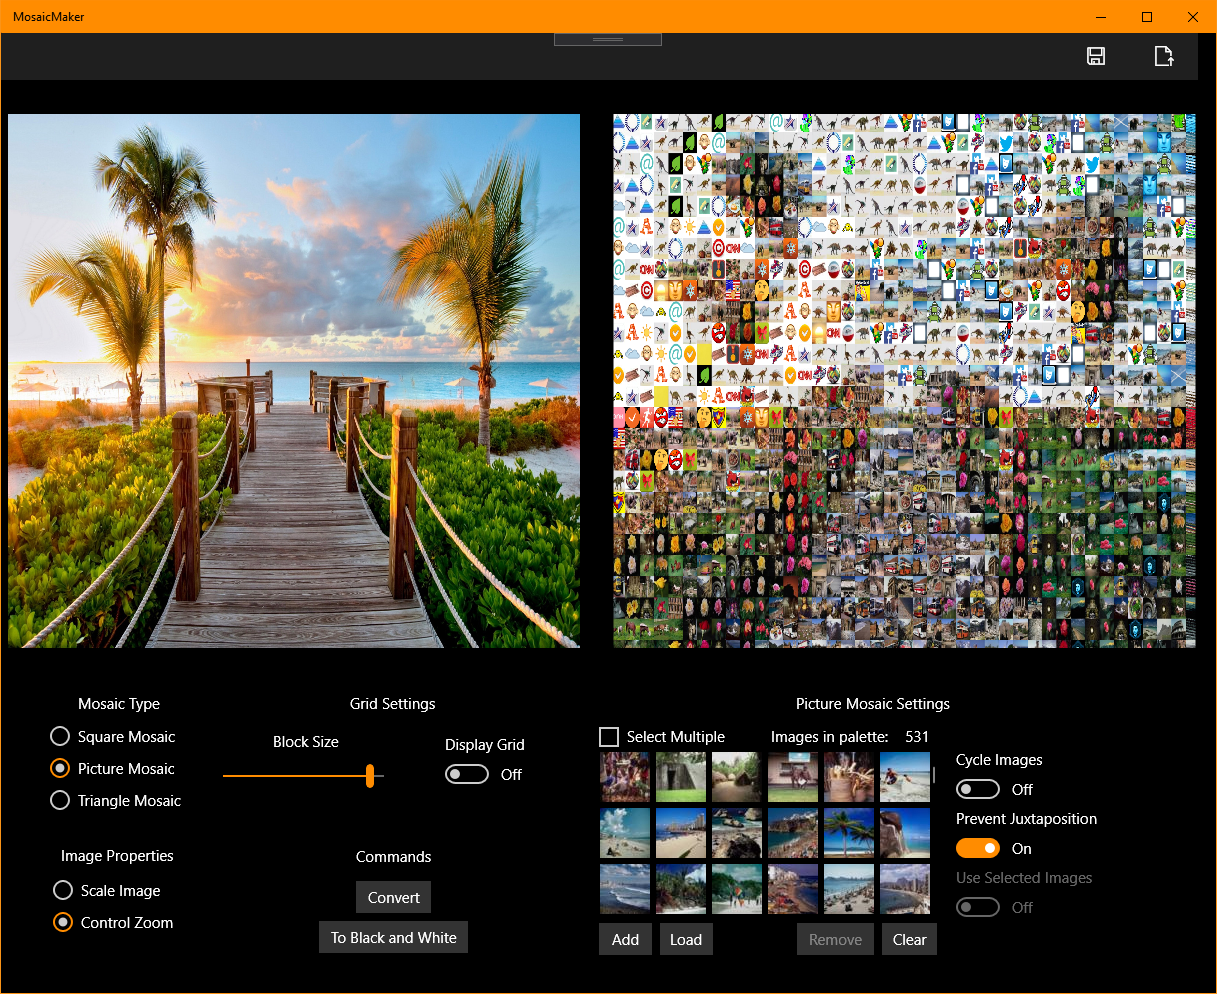 MosaicMaker
Mosaic Type
Grid Settings
Picture Mosaic Settings
Square Mosaic
Block Size
Display Grid
Select Multiple
Images in palette: 531
Picture Mosaic
Off
Cycle Images
Off
Triangle Mosaic
Prevent Juxtaposition
On
Image Properties
Commands
Use Selected Images
Off
Scale Image
Convert
Control Zoom
To Black and White
Add
Load
Remove
Clear